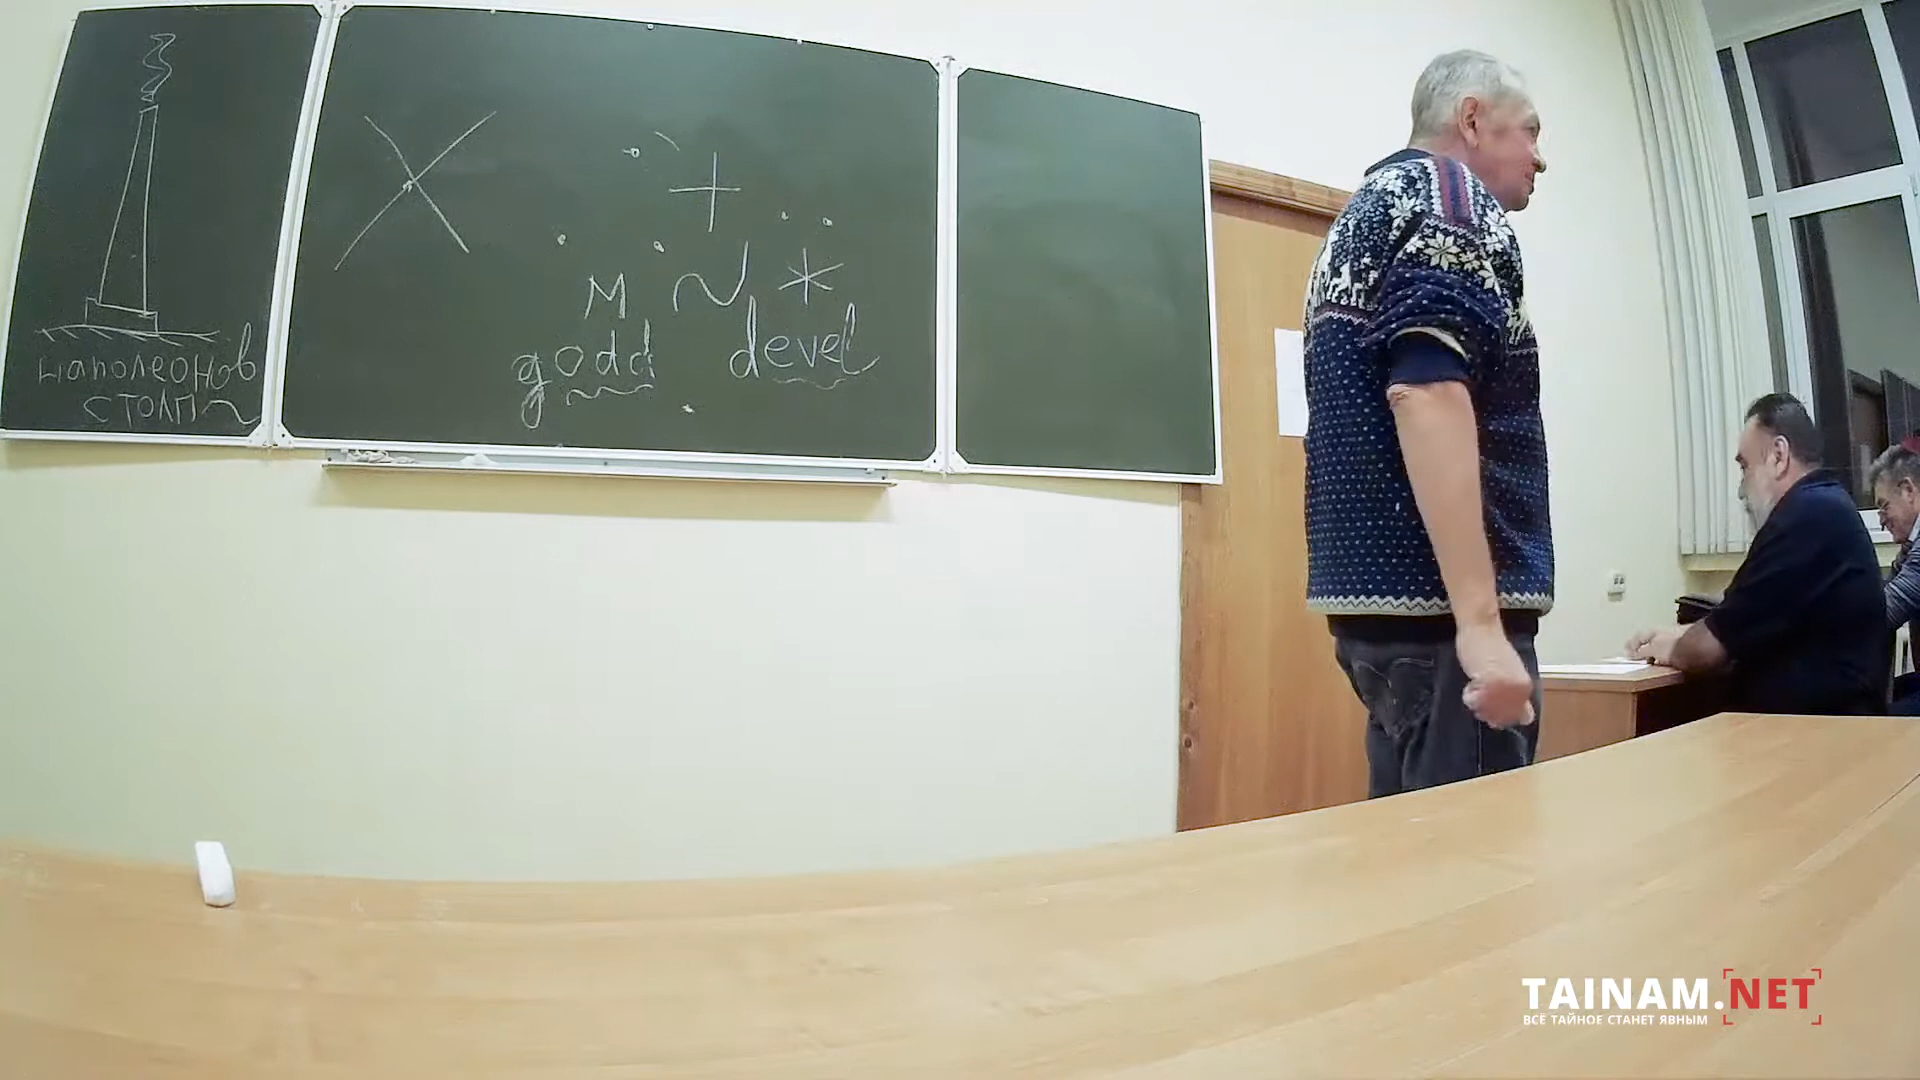 наполеонов
столп
м
godd devel
TAINAM.NET
ВСЁ ТАЙНОЕ СТАНЕТ ЯВНЫМ